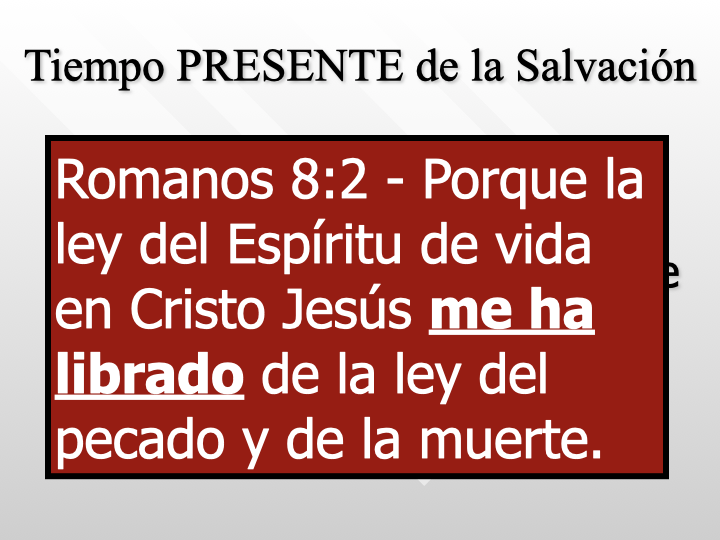 Tiempo PRESENTE de la Salvación
Romanos 8:2 - Porque la
ley del Espíritu de vida
en Cristo Jesús me ha
librado de la ley del
pecado y de la muerte.